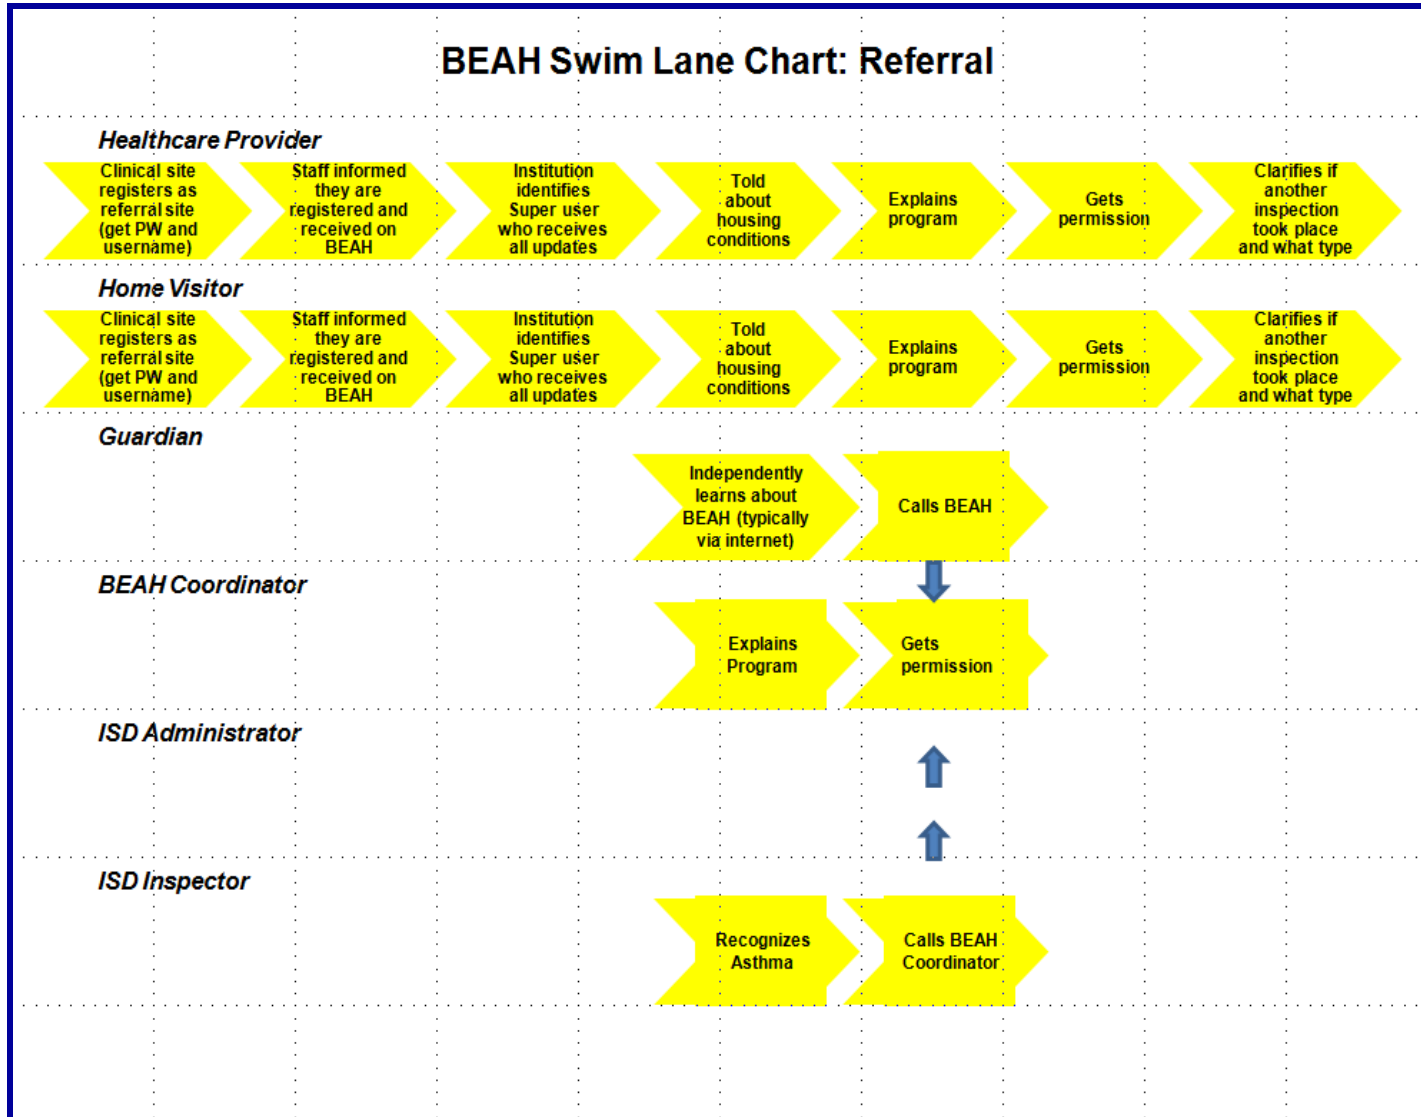 BEAH Swim Lane Chart: Referral
Healthcare Provider
Clinical site
registers as
referral site
(get PW and
username)
Staff informed
they are
registered and
received on
BEAH
Institution
identifies
Super user
who receives
all updates
Told
about
housing
conditions
Explains
program
Gets
permission
Clarifies if
another
inspection
took place
and what type
Home Visitor
Clinical site
registers as
referral site
(get PW and
username)
Staff informed
they are
registered and
received on
BEAH
Institution
identifies
Super user
who receives
all updates
Told
about
housing
conditions
Explains
program
Gets
permission
Clarifies if
another
inspection
took place
and what type
Guardian
Independently
learns about
BEAH (typically
via internet)
Calls BEAH
BEAH Coordinator
Explains
Program
Gets
permission
ISD Administrator
ISD Inspector
Recognizes
Asthma
Calls BEAH
Coordinator